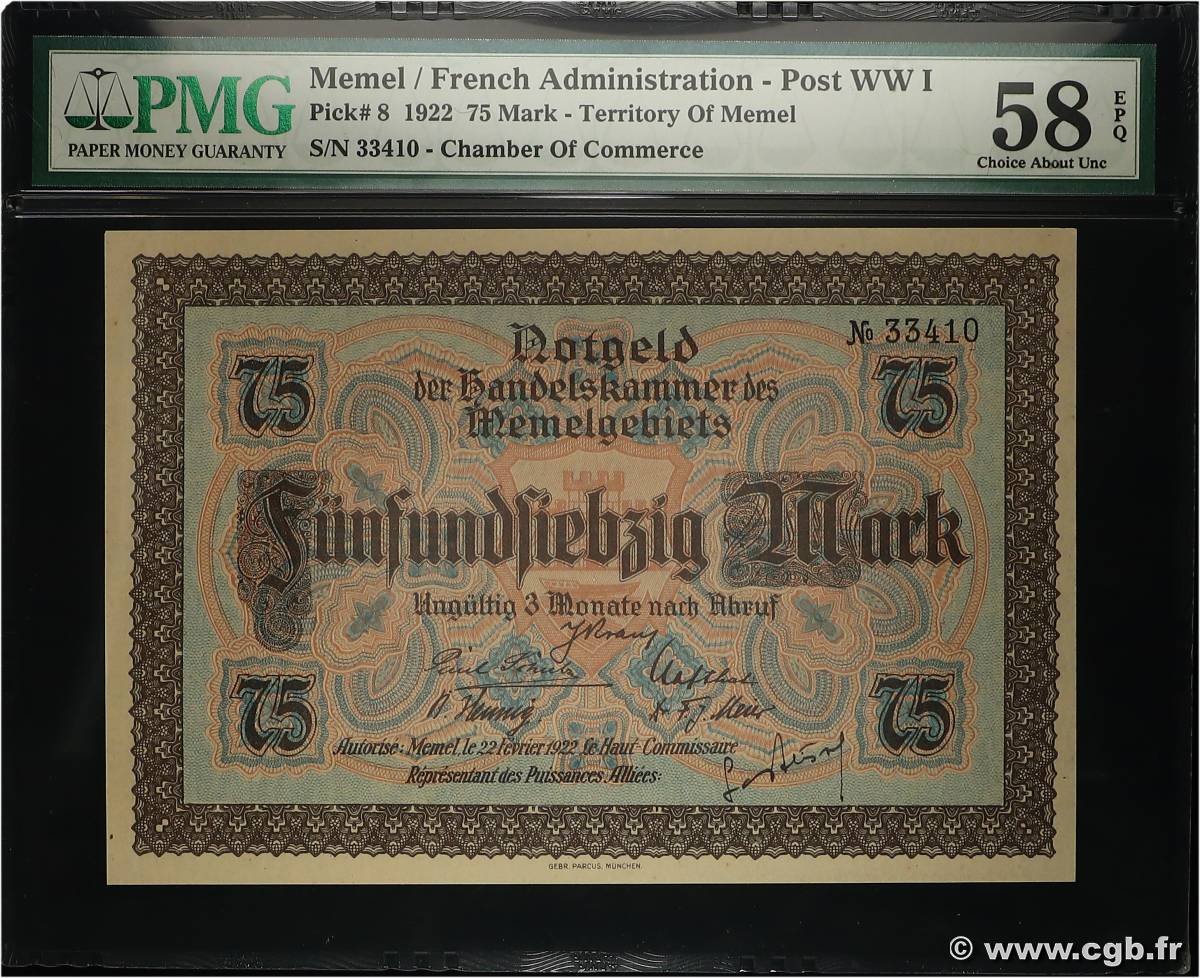 PMG
PAPER MONEY GUARANTY
Memel / French Administration - Post WW I
Pick# 8 1922 75 Mark - Territory Of Memel
S/N 33410 - Chamber Of Commerce
58
EPQ
Choice About Unc
№ 33410
75
75
Notgeld
der Handelskammer des
Memelgebiets
Fünfundsiebzig Mark
Ungültig 3 Monate nach Abruf
75
75
Autorise: Memel, le 22 Février 1922 Le Haut-Commissaire
Réprésentant des Puissances Alliées:
GEBR. PARCUS, MÜNCHEN.
© www.cgb.fr